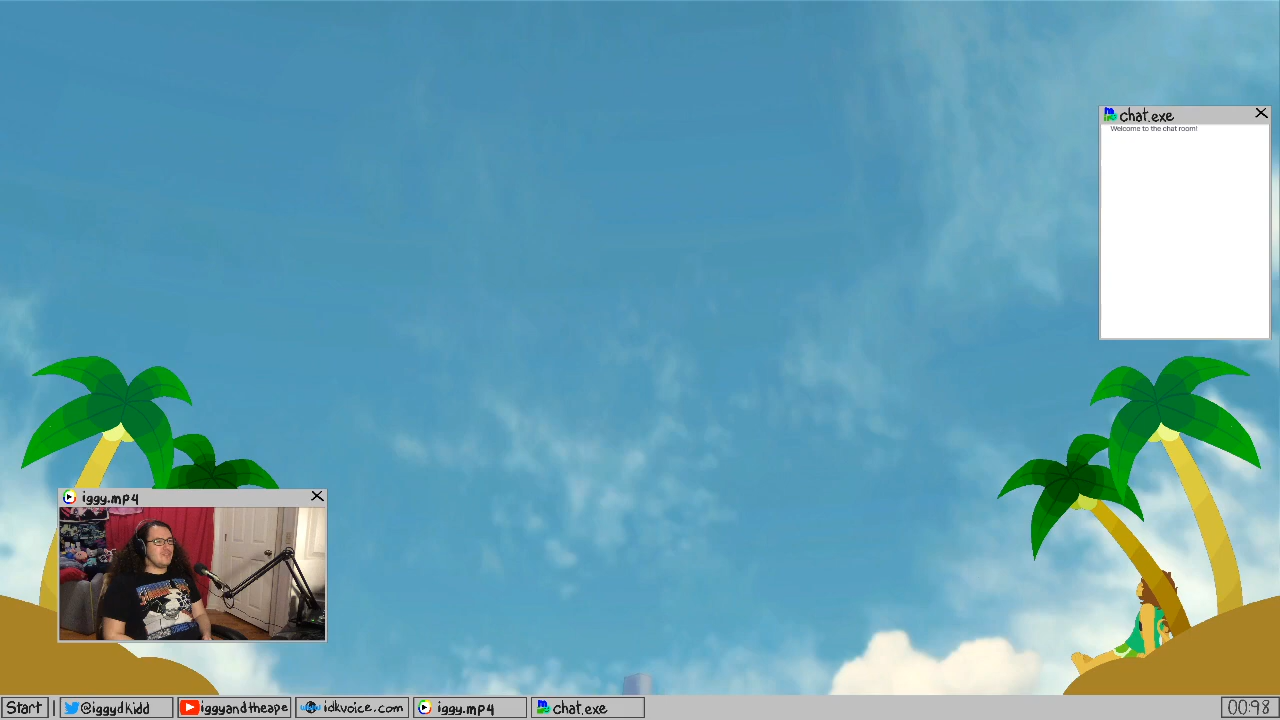 chat.exe
Welcome to the chat room!
iggy.mp4
Start | @iggydkidd iggyandtheape www idkvoice.com iggy.mp4 chat.exe 00:98